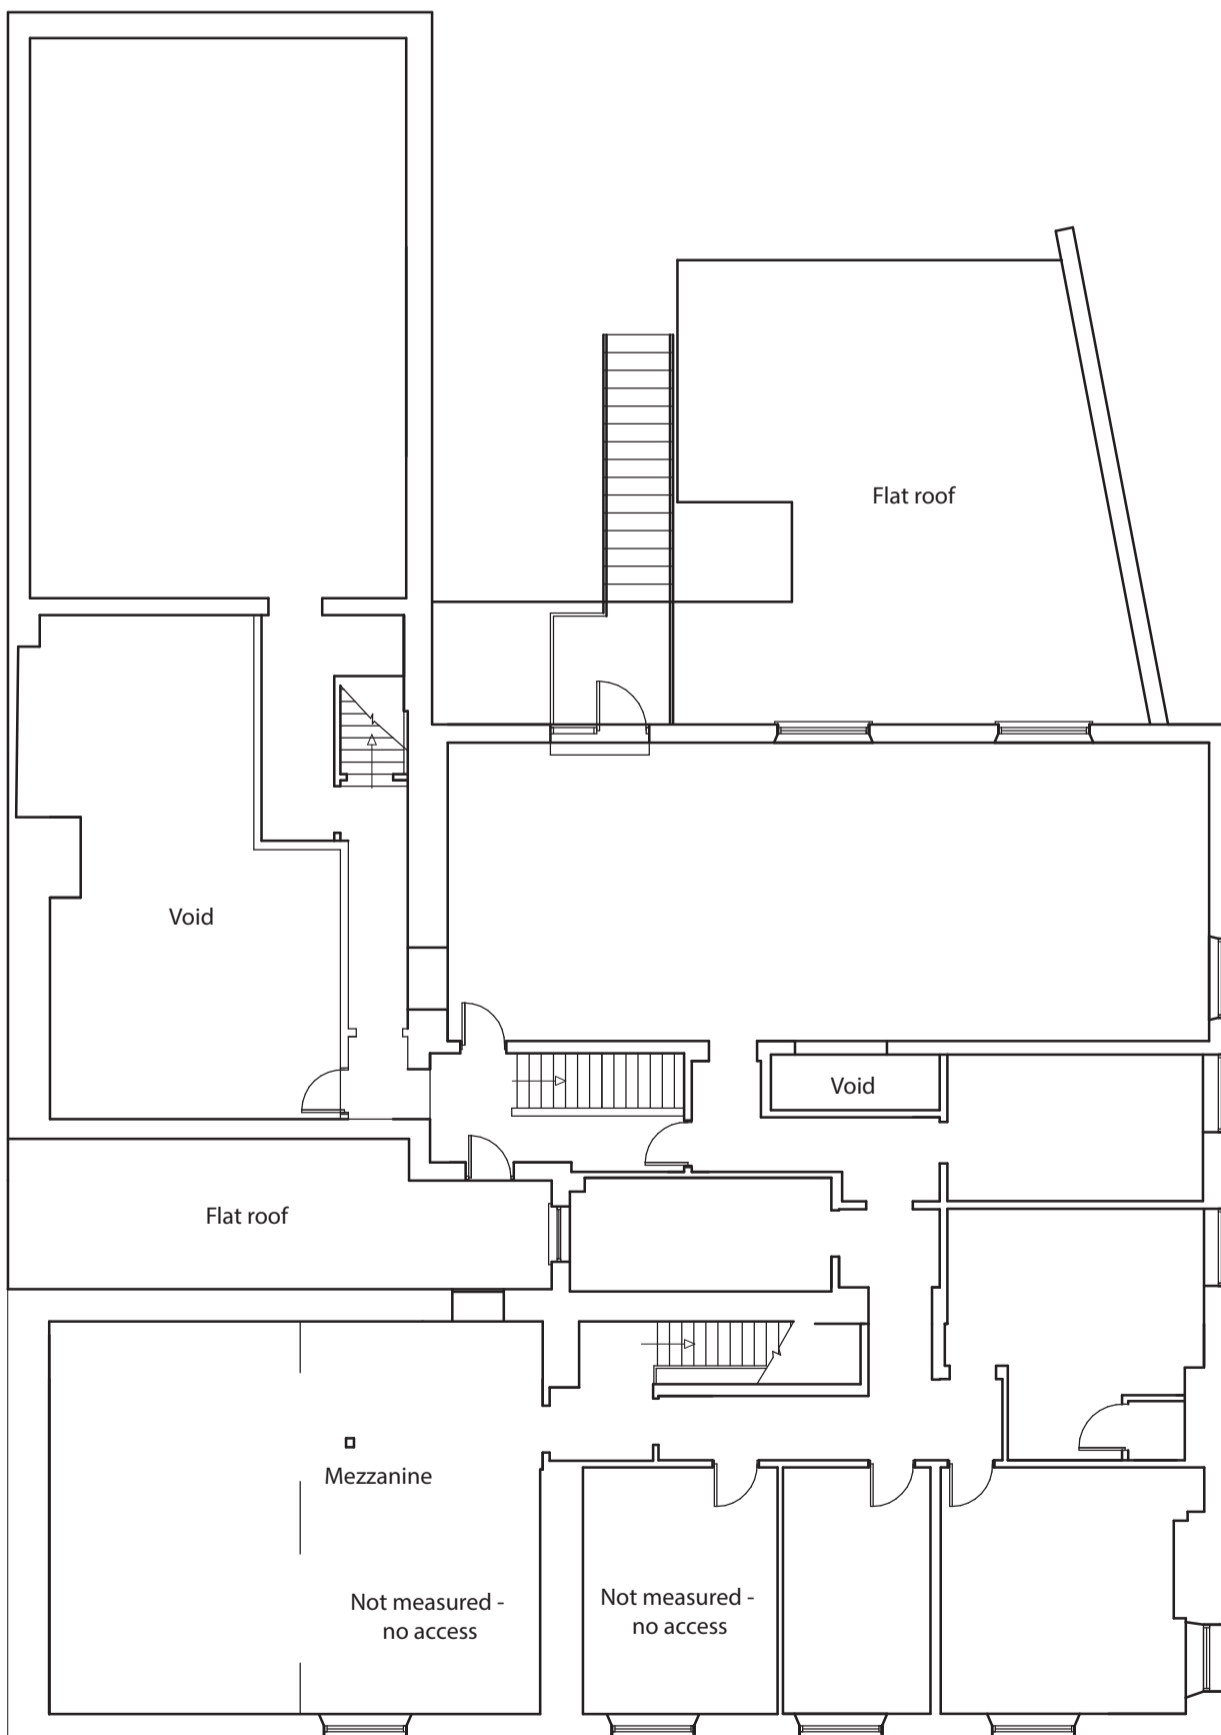 Flat roof
Void
Void
Flat roof
Mezzanine
Not measured -
no access
Not measured -
no access